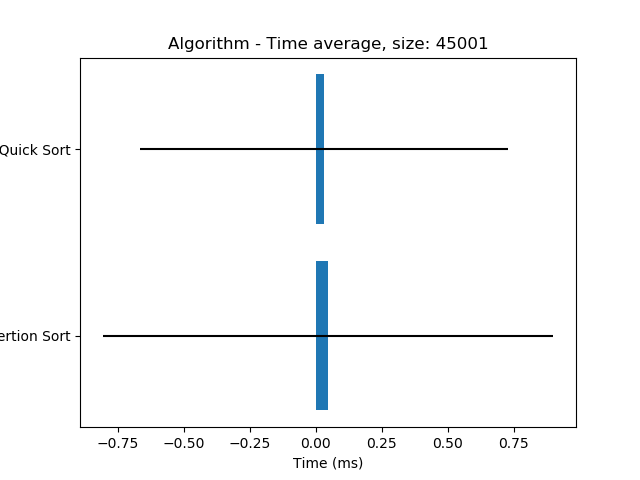 Algorithm - Time average, size: 45001
Quick Sort
ertion Sort
−0.75 −0.50 −0.25 0.00 0.25 0.50 0.75
Time (ms)